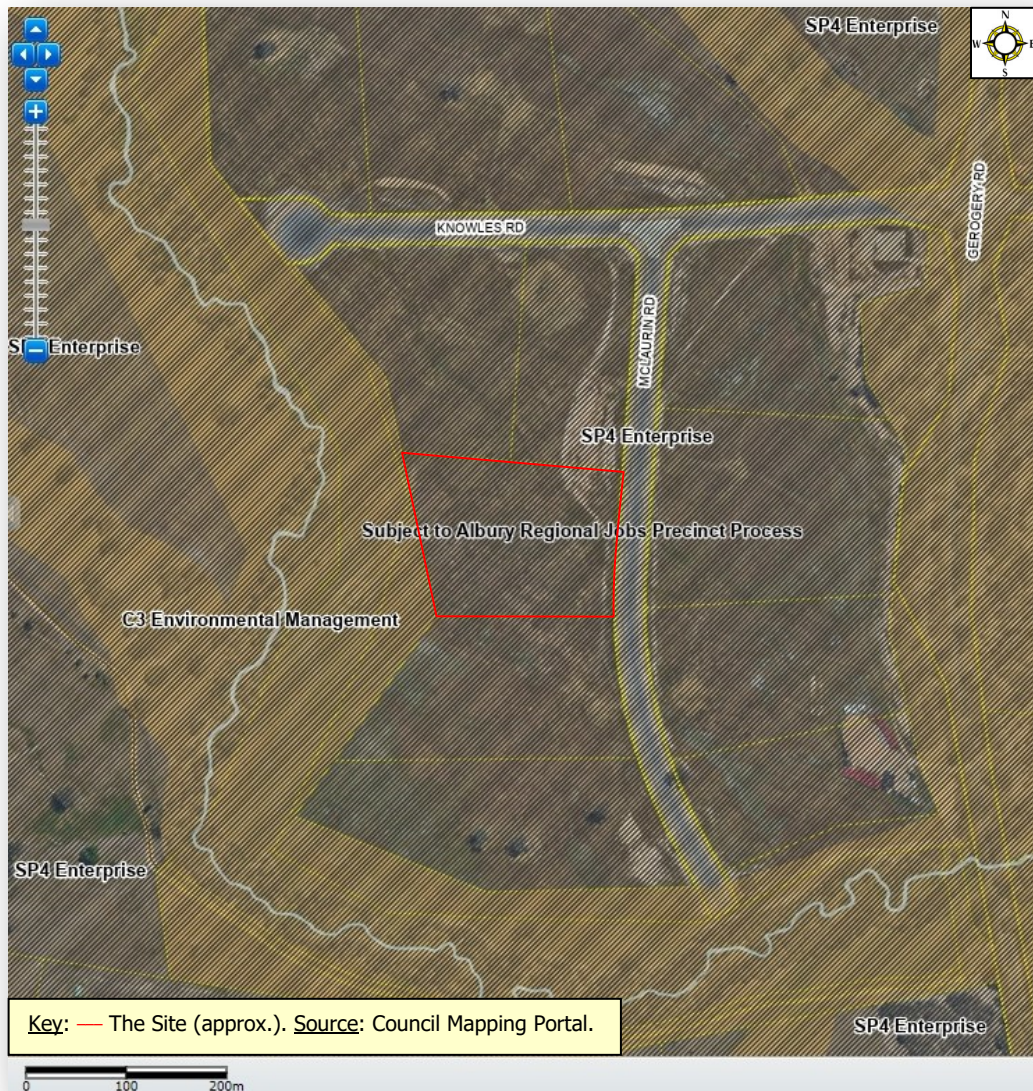 SP4 Enterprise
N
W E
S
KNOWLES RD
GEROGERY RD
MCLAURIN RD
Enterprise
SP4 Enterprise
Subject to Albury Regional Jobs Precinct Process
C3 Environmental Management
SP4 Enterprise
SP4 Enterprise
Key: — The Site (approx.). Source: Council Mapping Portal.
0 100 200m